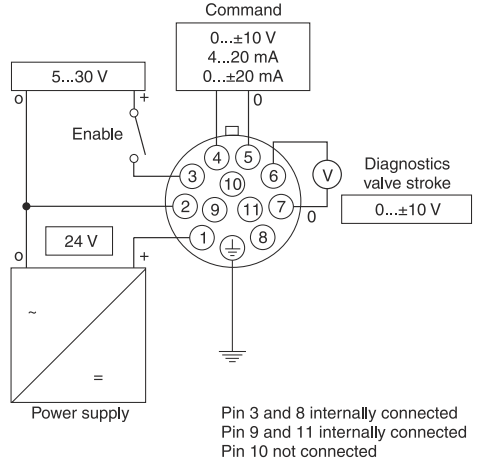 Command
0...±10 V
4...20 mA
0...±20 mA
5...30 V
o
+
0
Enable
4
5
3
6
10
V
Diagnostics
valve stroke
2
9
11
7
0
0...±10 V
24 V
1
8
o
+
~
=
Power supply
Pin 3 and 8 internally connected
Pin 9 and 11 internally connected
Pin 10 not connected